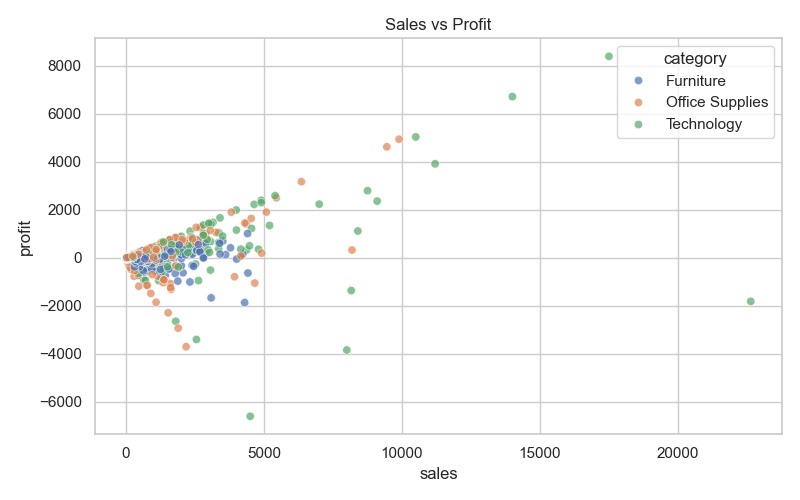 Sales vs Profit
category
Furniture
Office Supplies
Technology
profit
8000
6000
4000
2000
0
−2000
−4000
−6000
0
5000
10000
15000
20000
sales